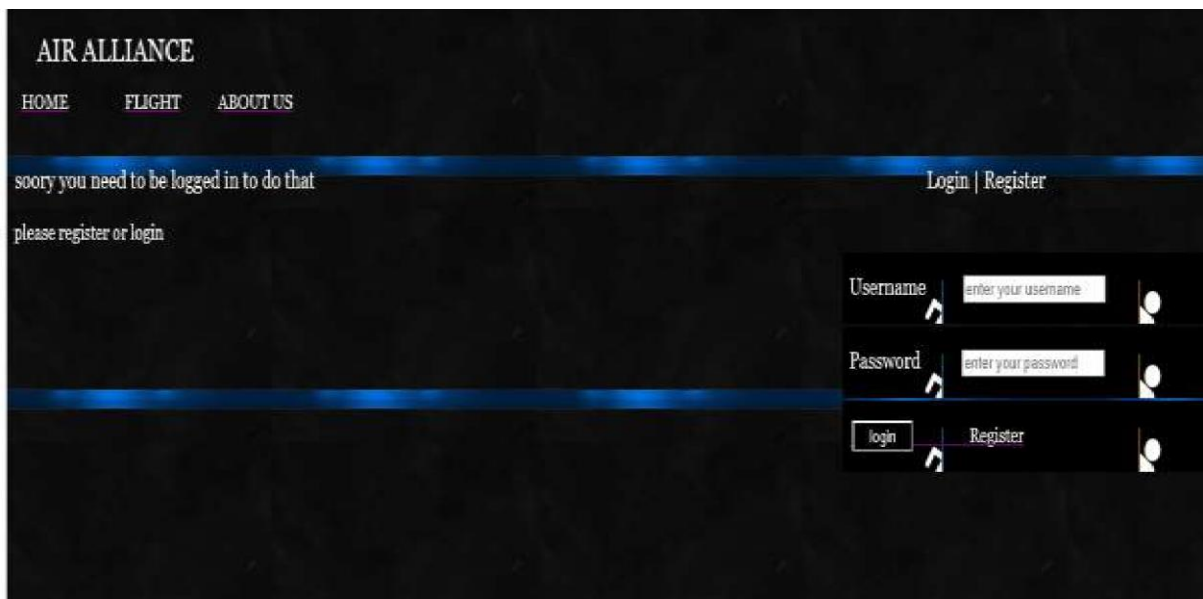 AIR ALLIANCE
HOME FLIGHT ABOUT US
soory you need to be logged in to do that
please register or login
Login | Register
Username enter your username
Password enter your password
login Register